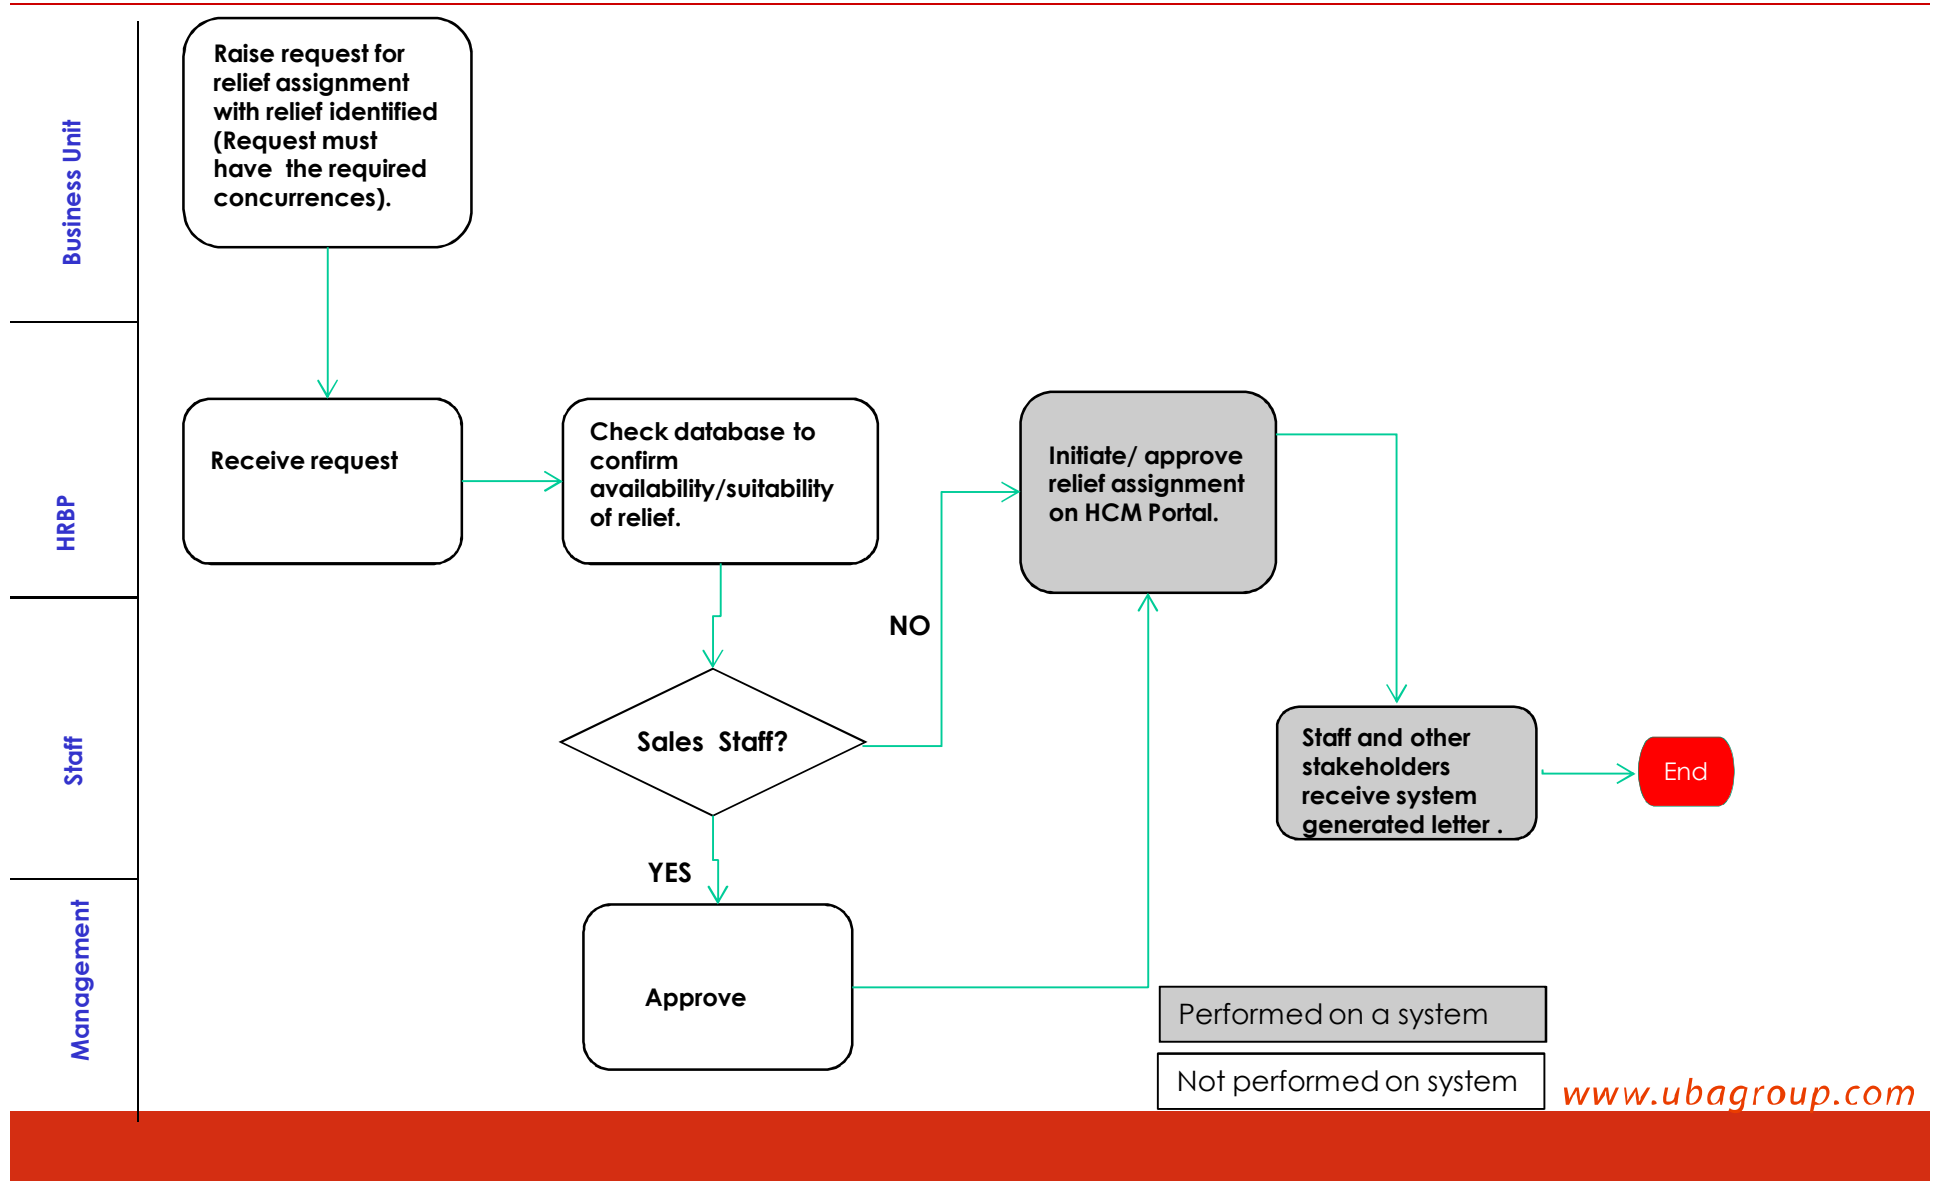 Business Unit
Raise request for
relief assignment
with relief identified
(Request must
have the required
concurrences).
HRBP
Receive request
Check database to
confirm
availability/suitability
of relief.
Initiate/ approve
relief assignment
on HCM Portal.
NO
Staff
Sales Staff?
Staff and other
stakeholders
receive system
generated letter .
End
YES
Management
Approve
Performed on a system
Not performed on system
www.ubagroup.com